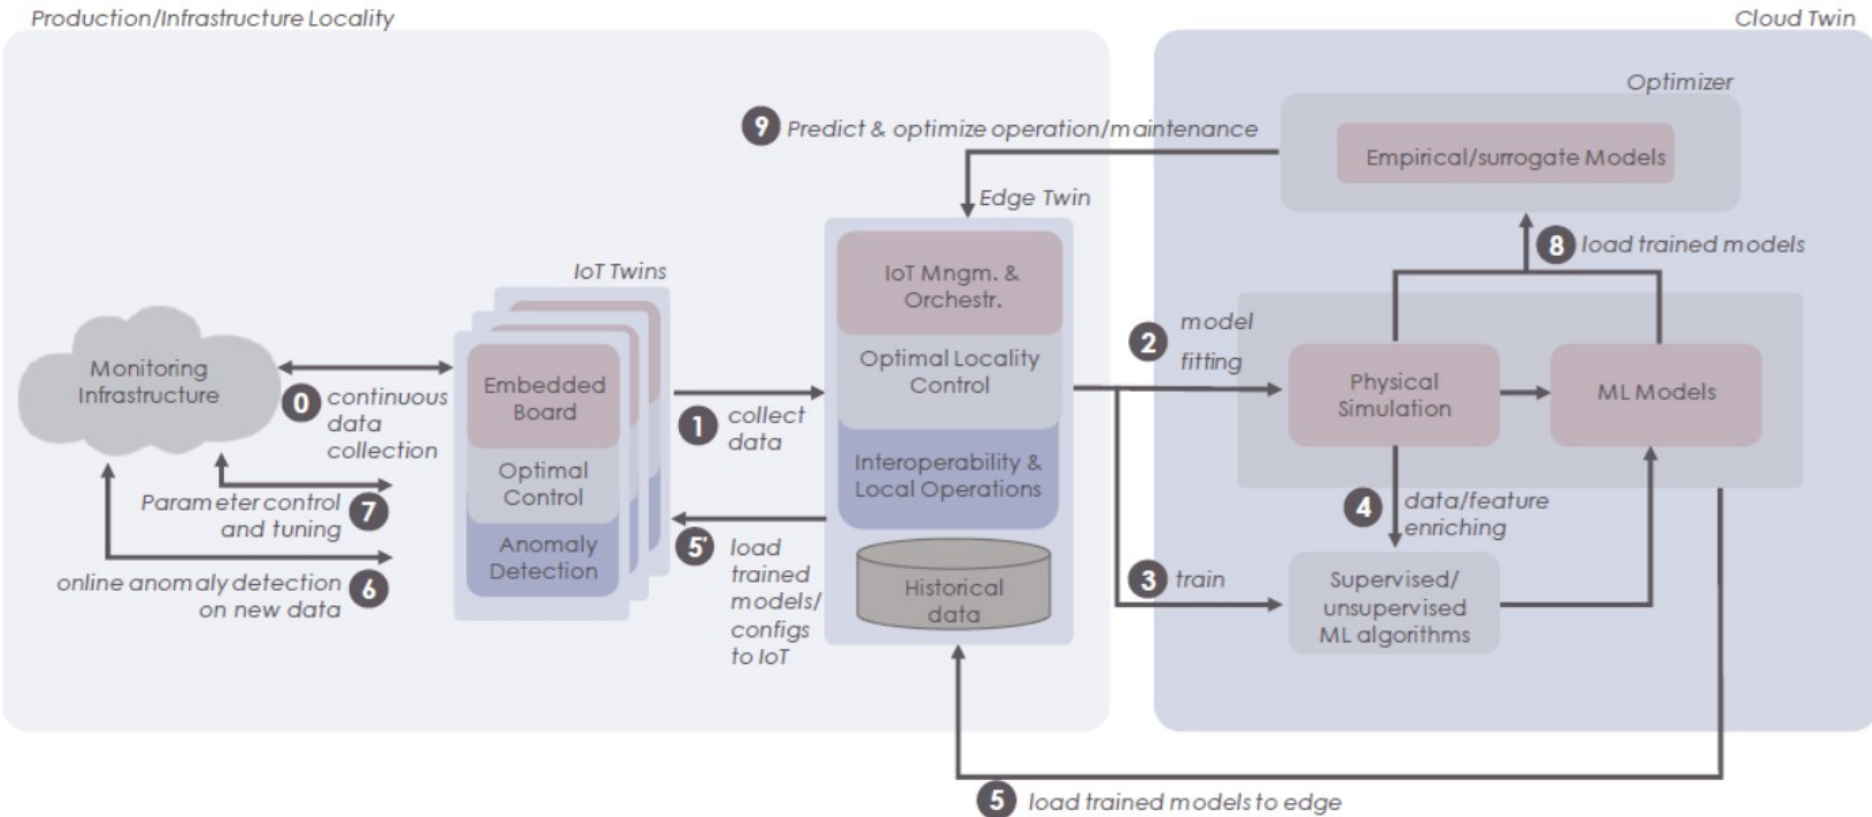 Production/Infrastructure Locality
Cloud Twin
Optimizer
9 Predict & optimize operation/maintenance
Empirical/surrogate Models
Edge Twin
8 load trained models
IoT Twins
IoT Mngm. &
Orchestr.
Monitoring
Infrastructure
0 continuous
data
collection
Embedded
Board
Optimal
Control
Anomaly
Detection
1 collect
data
Optimal Locality
Control
Interoperability &
Local Operations
Historical
data
2 model
fitting
Physical
Simulation
ML Models
Parameter control
and tuning
7
online anomaly detection
on new data
6
5' load
trained
models/
configs
to IoT
4 data/feature
enriching
3 train
Supervised/
unsupervised
ML algorithms
5 load trained models to edge